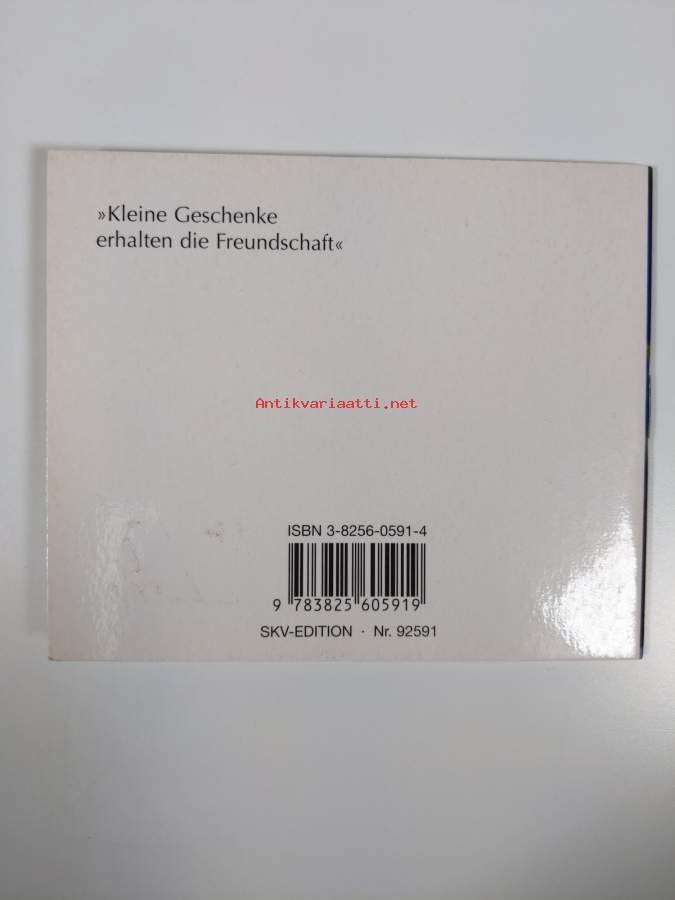 »Kleine Geschenke
erhalten die Freundschaft«
Antikvariaatti.net
ISBN 3-8256-0591-4
9 783825 605919
SKV-EDITION · Nr. 92591